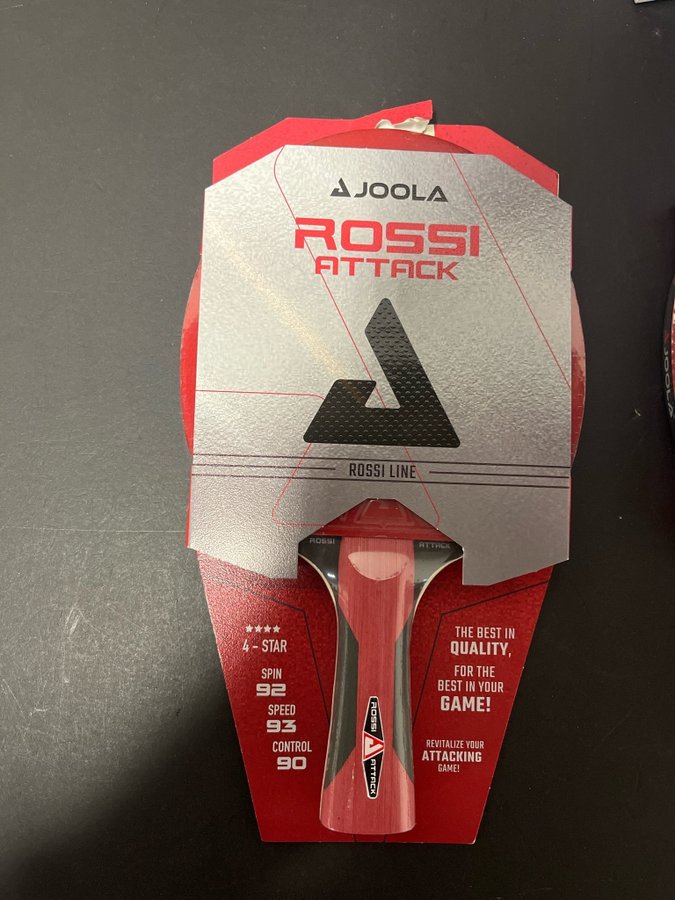 JOOLA
ROSSI
ATTACK
ROSSI LINE
ROSSI ATTACK
4 - STAR
SPIN
92
SPEED
93
CONTROL
90
THE BEST IN
QUALITY,
FOR THE
BEST IN YOUR
GAME!
REVITALIZE YOUR
ATTACKING
GAME!
ROSSI ATTACK
JOOLA